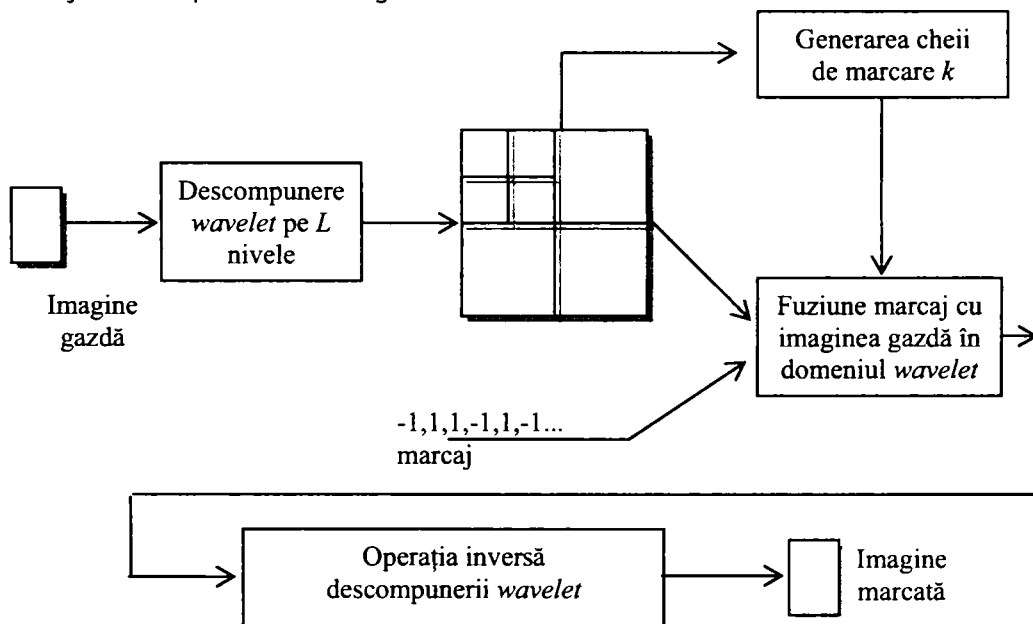 Generarea cheii
de marcare k
Descompunere
wavelet pe L
nivele
Imagine
gazdă
Fuziune marcaj cu
imaginea gazdă în
domeniul wavelet
-1,1,1,-1,1,-1...
marcaj
Operația inversă
descompunerii wavelet
Imagine
marcată